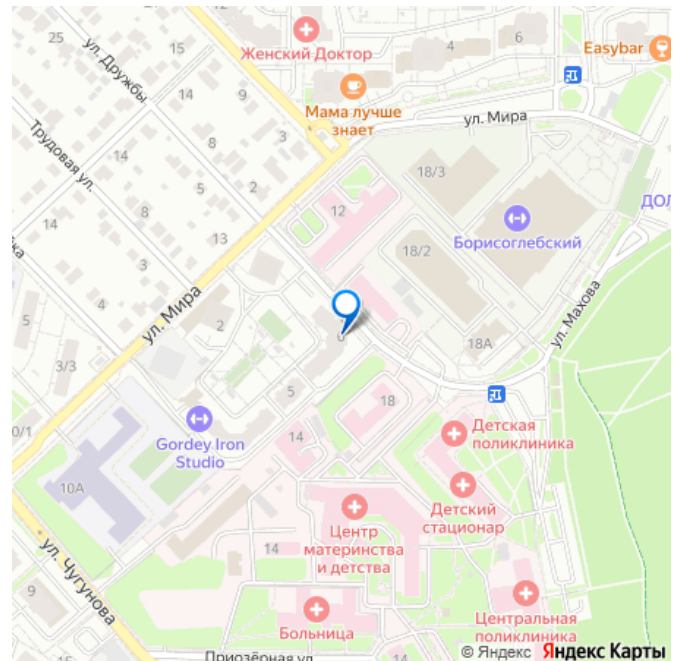 25
15
ул. Дружбы
Женский Доктор
4
6
Easybar
14
9
Мама лучше
знает
ул. Мира
Трудовая ул.
3
8
5
14
2
18/3
12
ДОЛ
Борисоглебский
14
8
13
18/2
3
ка
4
ул. Мира
2
5
ул. Махова
18А
3/3
5
18
Gordey Iron
Studio
14
Детская
поликлиника
0/1
10А
Детский
стационар
Центр
материнства
и детства
14
ул. Чугунова
9
Больница
Центральная
поликлиника
Приозёрная ул.
© Яндекс Яндекс Карты